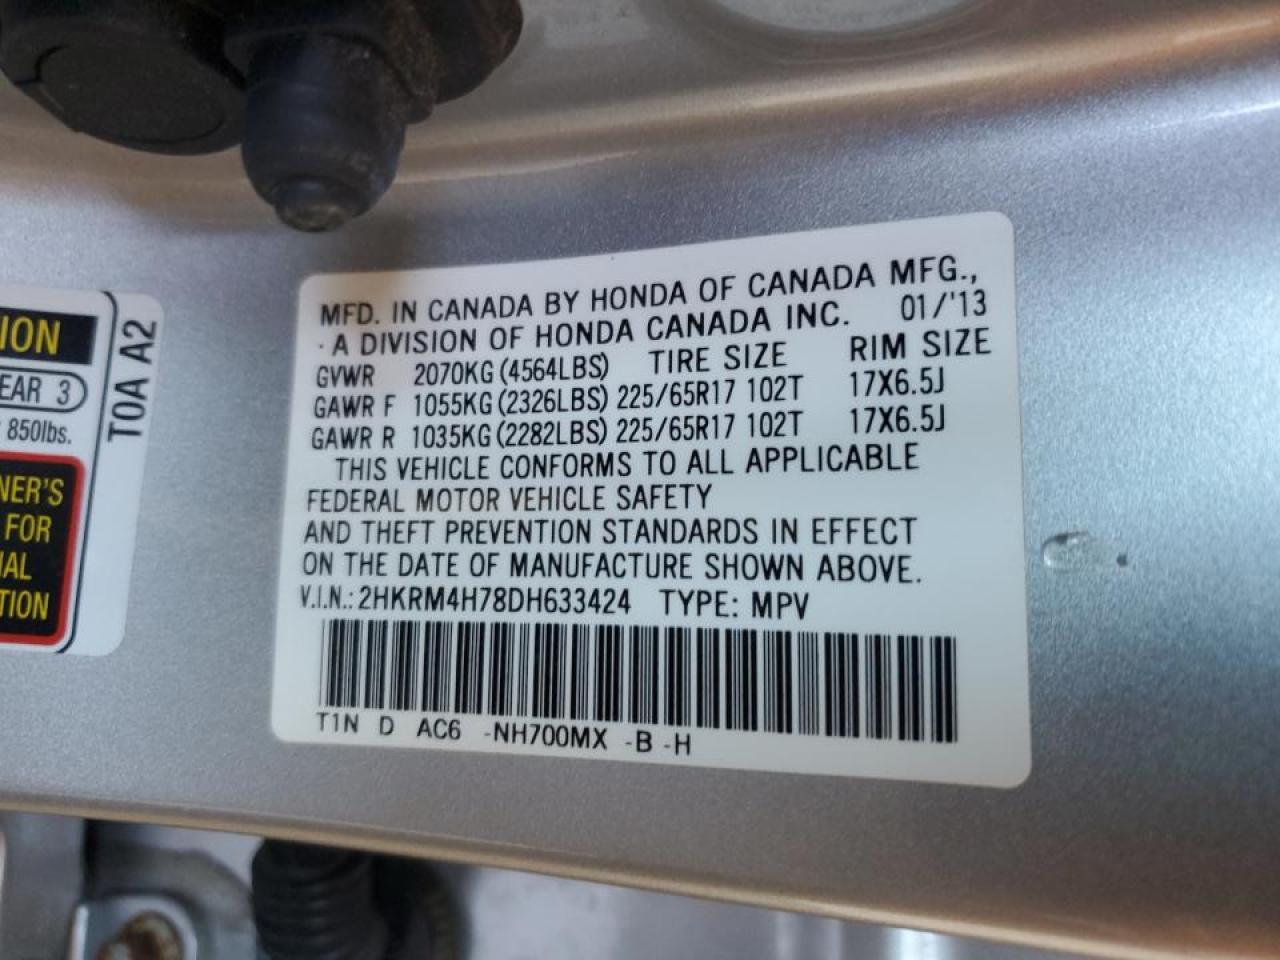 ION
EAR 3
850lbs.
NER'S
FOR
IAL
TION
T0A A2
MFD. IN CANADA BY HONDA OF CANADA MFG.,
A DIVISION OF HONDA CANADA INC. 01/'13
GVWR 2070KG (4564LBS) TIRE SIZE RIM SIZE
GAWR F 1055KG (2326LBS) 225/65R17 102T 17X6.5J
GAWR R 1035KG (2282LBS) 225/65R17 102T 17X6.5J
THIS VEHICLE CONFORMS TO ALL APPLICABLE
FEDERAL MOTOR VEHICLE SAFETY
AND THEFT PREVENTION STANDARDS IN EFFECT
ON THE DATE OF MANUFACTURE SHOWN ABOVE.
V.I.N.: 2HKRM4H78DH633424 TYPE: MPV
T1N D AC6 -NH700MX -B -H